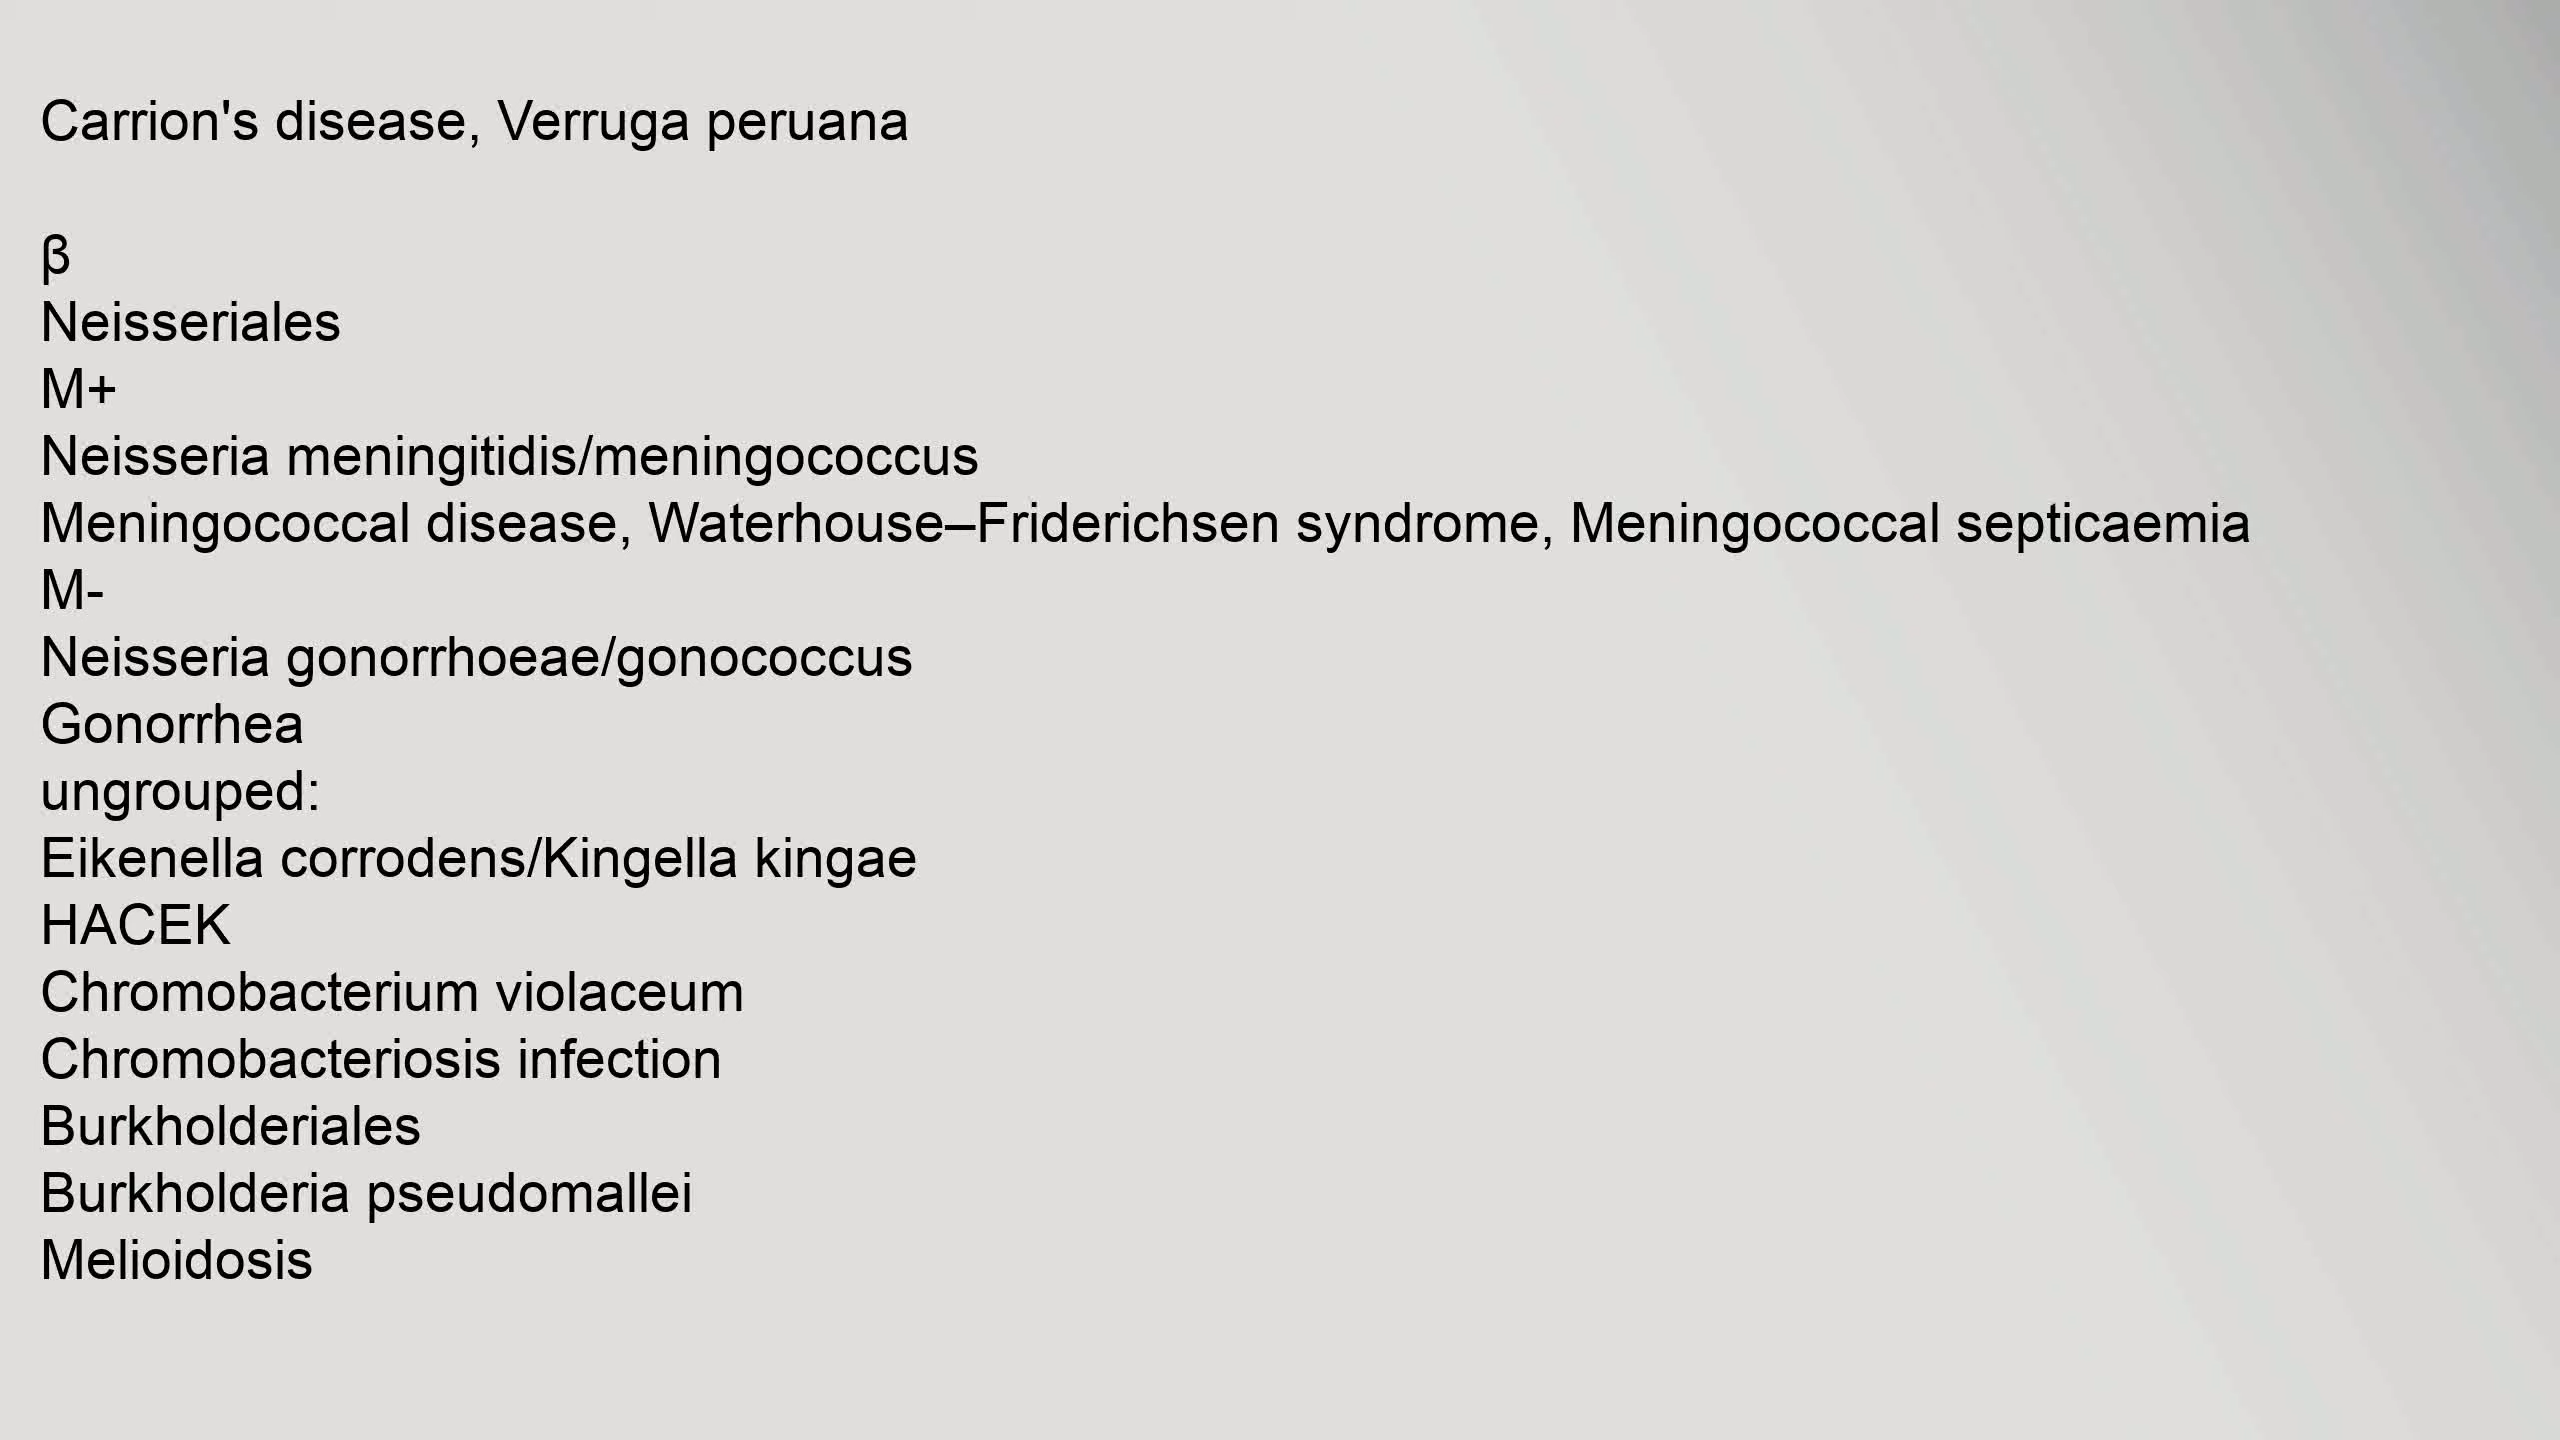 Carrion's disease, Verruga peruana
β
Neisseriales
M+
Neisseria meningitidis/meningococcus
Meningococcal disease, Waterhouse–Friderichsen syndrome, Meningococcal septicaemia
M-
Neisseria gonorrhoeae/gonococcus
Gonorrhea
ungrouped:
Eikenella corrodens/Kingella kingae
HACEK
Chromobacterium violaceum
Chromobacteriosis infection
Burkholderiales
Burkholderia pseudomallei
Melioidosis